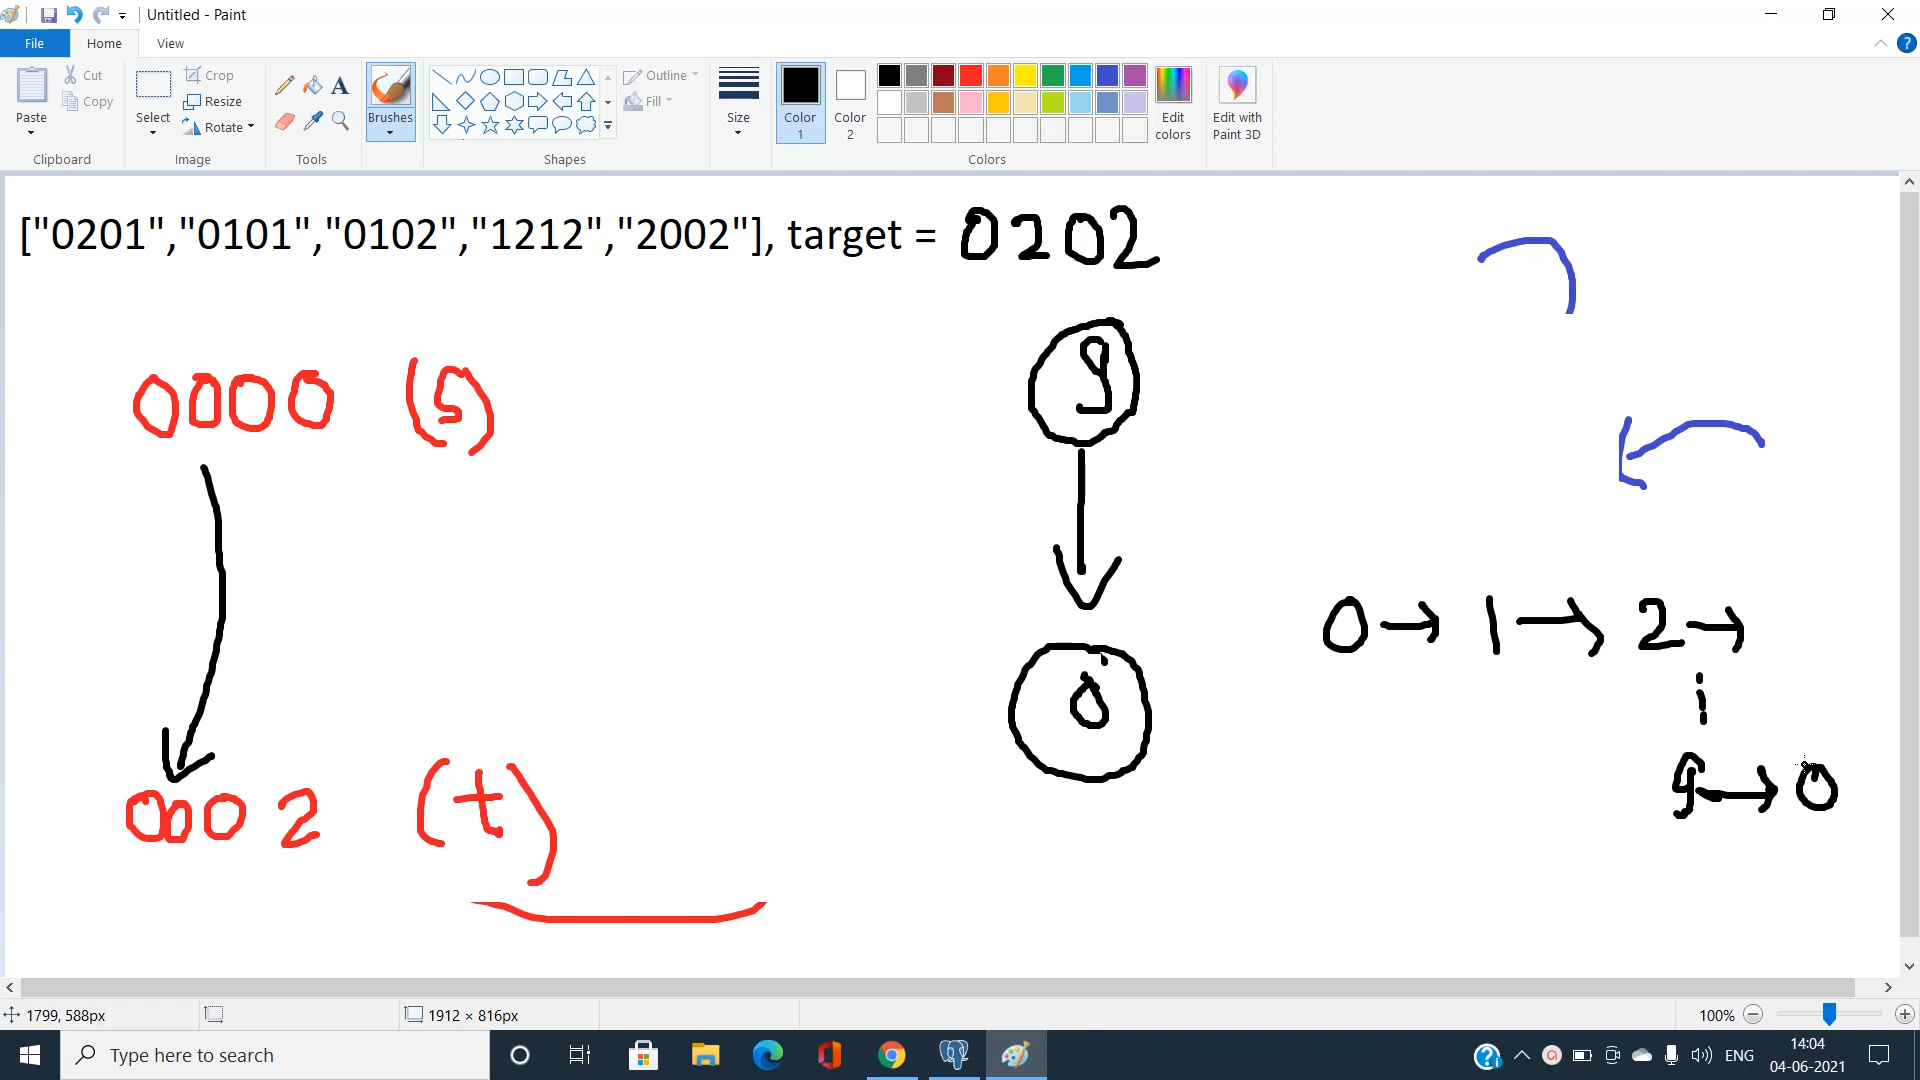 Untitled - Paint
File Home View
Cut
Copy
Paste
Clipboard
Select
Crop
Resize
Rotate
Image
A
Tools
Brushes
Outline
Fill
Shapes
Size
Color 1
Color 2
Edit colors
Colors
Edit with Paint 3D
?
["0201","0101","0102","1212","2002"], target = 0202
0000 (s)
9
0
0 → 1 → 2 →
9 → 0
0002 (t)
1799, 588px
1912 × 816px
100%
Type here to search
ENG
14:04
04-06-2021